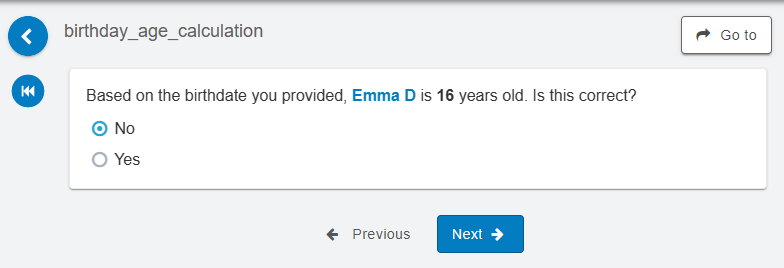 birthday_age_calculation
Go to
Based on the birthdate you provided, Emma D is 16 years old. Is this correct?
No
Yes
Previous
Next